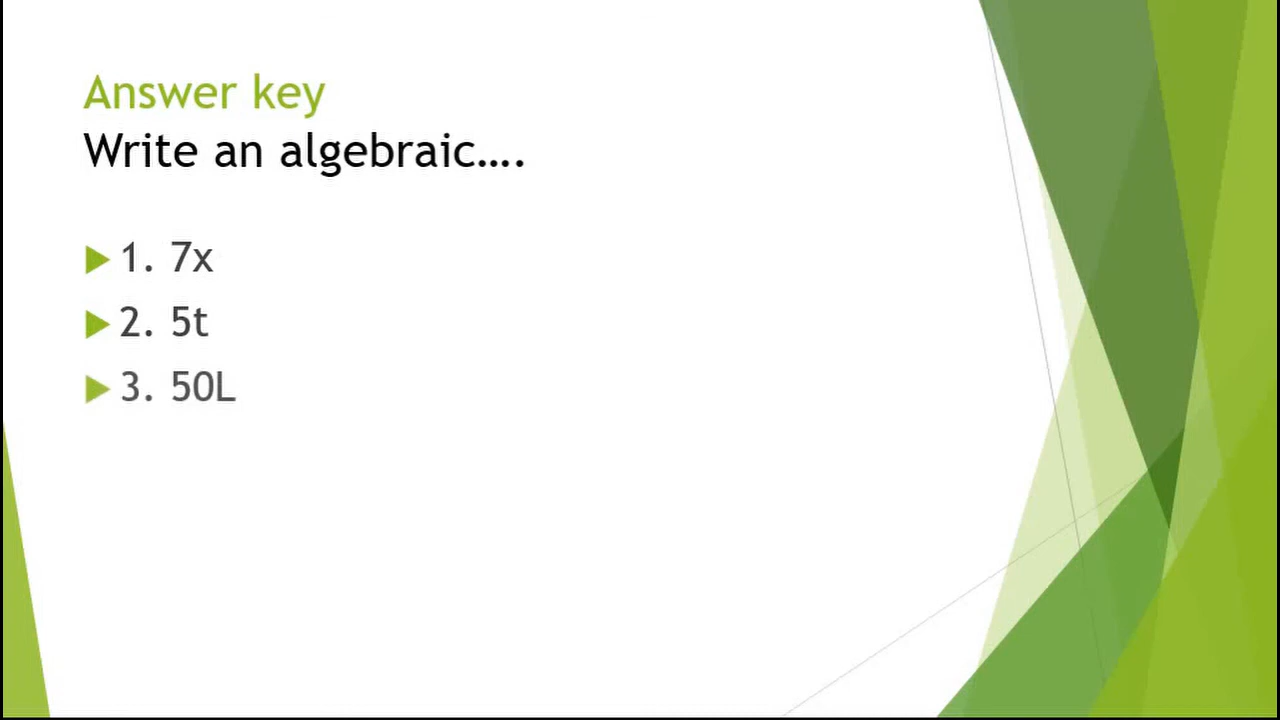 Answer key
Write an algebraic....
1. 7x
2. 5t
3. 50L